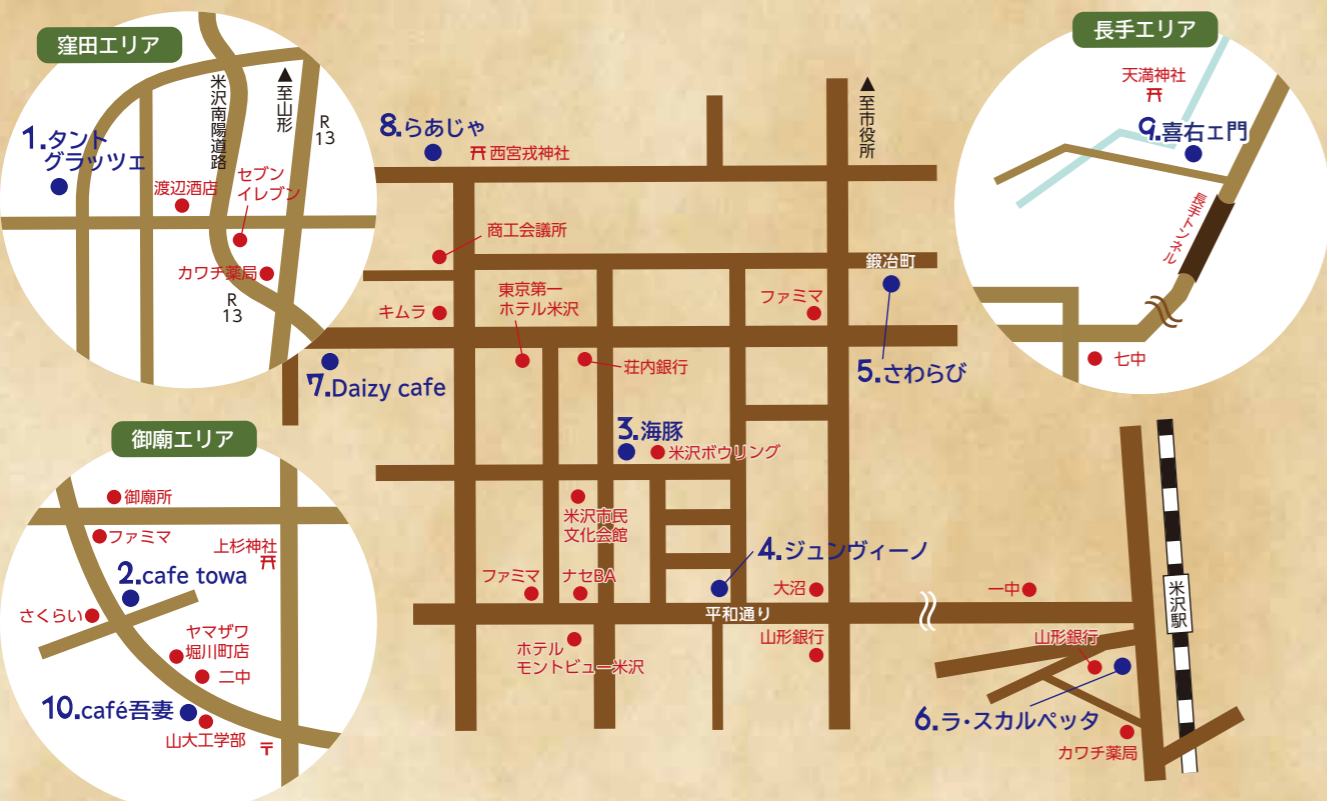 窪田エリア
米沢南陽道路
▲至山形
R
13
1.タント
グラッツェ
渡辺酒店
セブン
イレブン
カワチ薬局
R
13
8.らあじゃ
西宮戎神社
▲至市役所
商工会議所
鍛冶町
東京第一
ホテル米沢
キムラ
ファミマ
荘内銀行
5.さわらび
7.Daizy cafe
3.海豚
米沢ボウリング
米沢市民
文化会館
4.ジュンヴィーノ
ファミマ
ナセBA
大沼
平和通り
一中
ホテル
モントビュー米沢
山形銀行
山形銀行
米沢駅
6.ラ・スカルペッタ
カワチ薬局
長手エリア
天満神社
9.喜右ェ門
長手トンネル
七中
御廟エリア
御廟所
ファミマ
上杉神社
2.cafe towa
さくらい
ヤマザワ
堀川町店
二中
10.café吾妻
山大工学部
〒